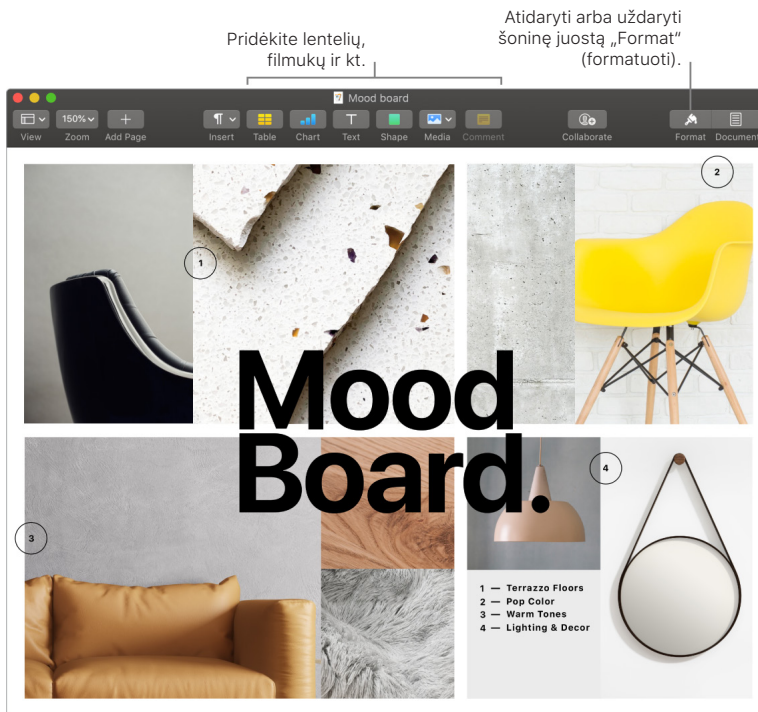 Pridėkite lentelių,
filmukų ir kt.
Atidaryti arba uždaryti
šoninę juostą „Format“
(formatuoti).
Mood board
150%
View
Zoom
Add Page
Insert
Table
Chart
Text
Shape
Media
Comment
Collaborate
Format
Document
1
2
Mood
Board.
3
4
1 — Terrazzo Floors
2 — Pop Color
3 — Warm Tones
4 — Lighting & Decor